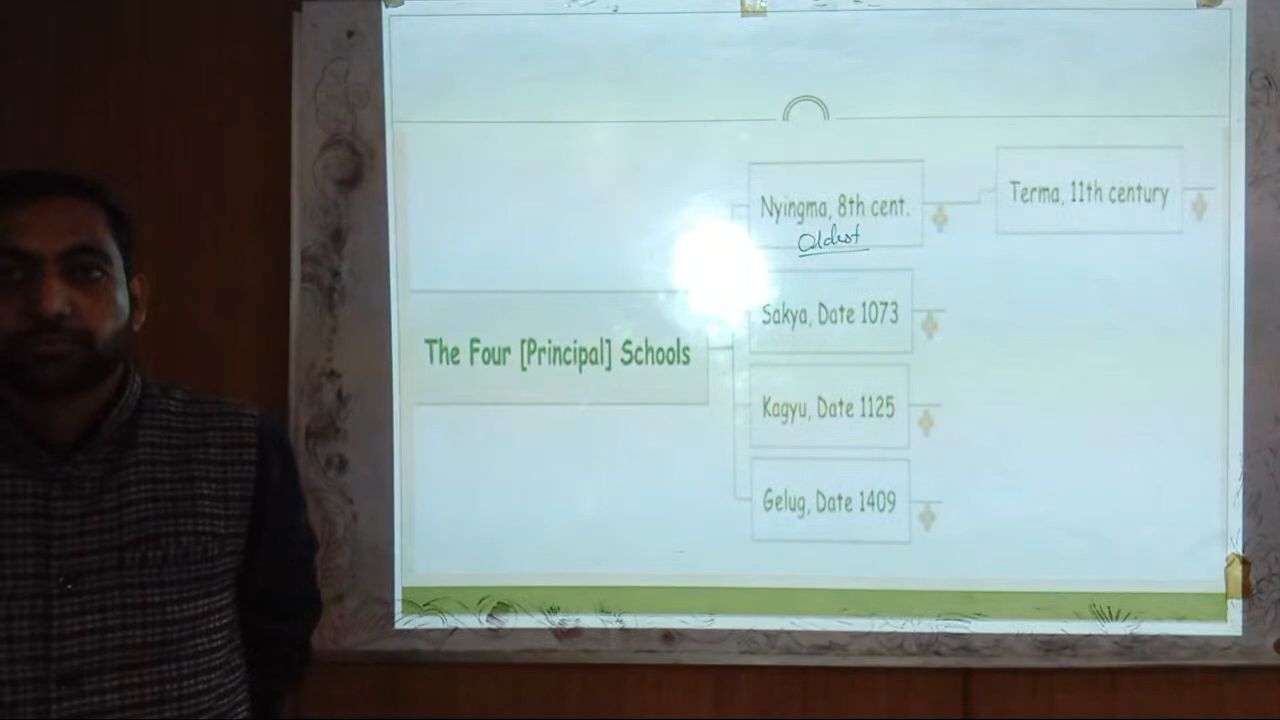 Nyingma, 8th cent.
Oldest
Terma, 11th century
Sakya, Date 1073
The Four [Principal] Schools
Kagyu, Date 1125
Gelug, Date 1409